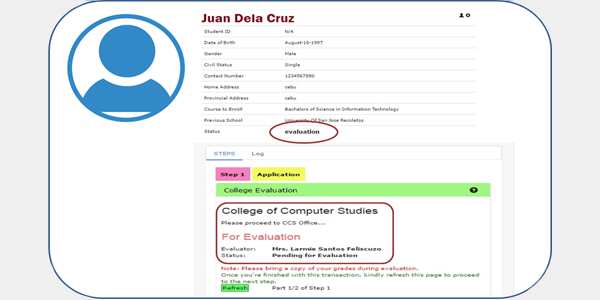 Juan Dela Cruz
0
Student ID N/A
Date of Birth August-10-1997
Gender Male
Civil Status Single
Contact Number 1234567890
Home Address cebu
Provincial Address cebu
Course to Enroll Bachelors of Science in Information Technology
Previous School University Of San Jose Recoletos
Status evaluation
STEPS Log
Step 1 Application
College Evaluation
College of Computer Studies
Please proceed to CCS Office...
For Evaluation
Evaluator: Mrs. Larmie Santos Feliscuzo
Status: Pending for Evaluation
Note: Please bring a copy of your grades during evaluation.
Once you're finished with this transaction, kindly refresh this page to proceed
to the next step.
Refresh Part 1/2 of Step 1